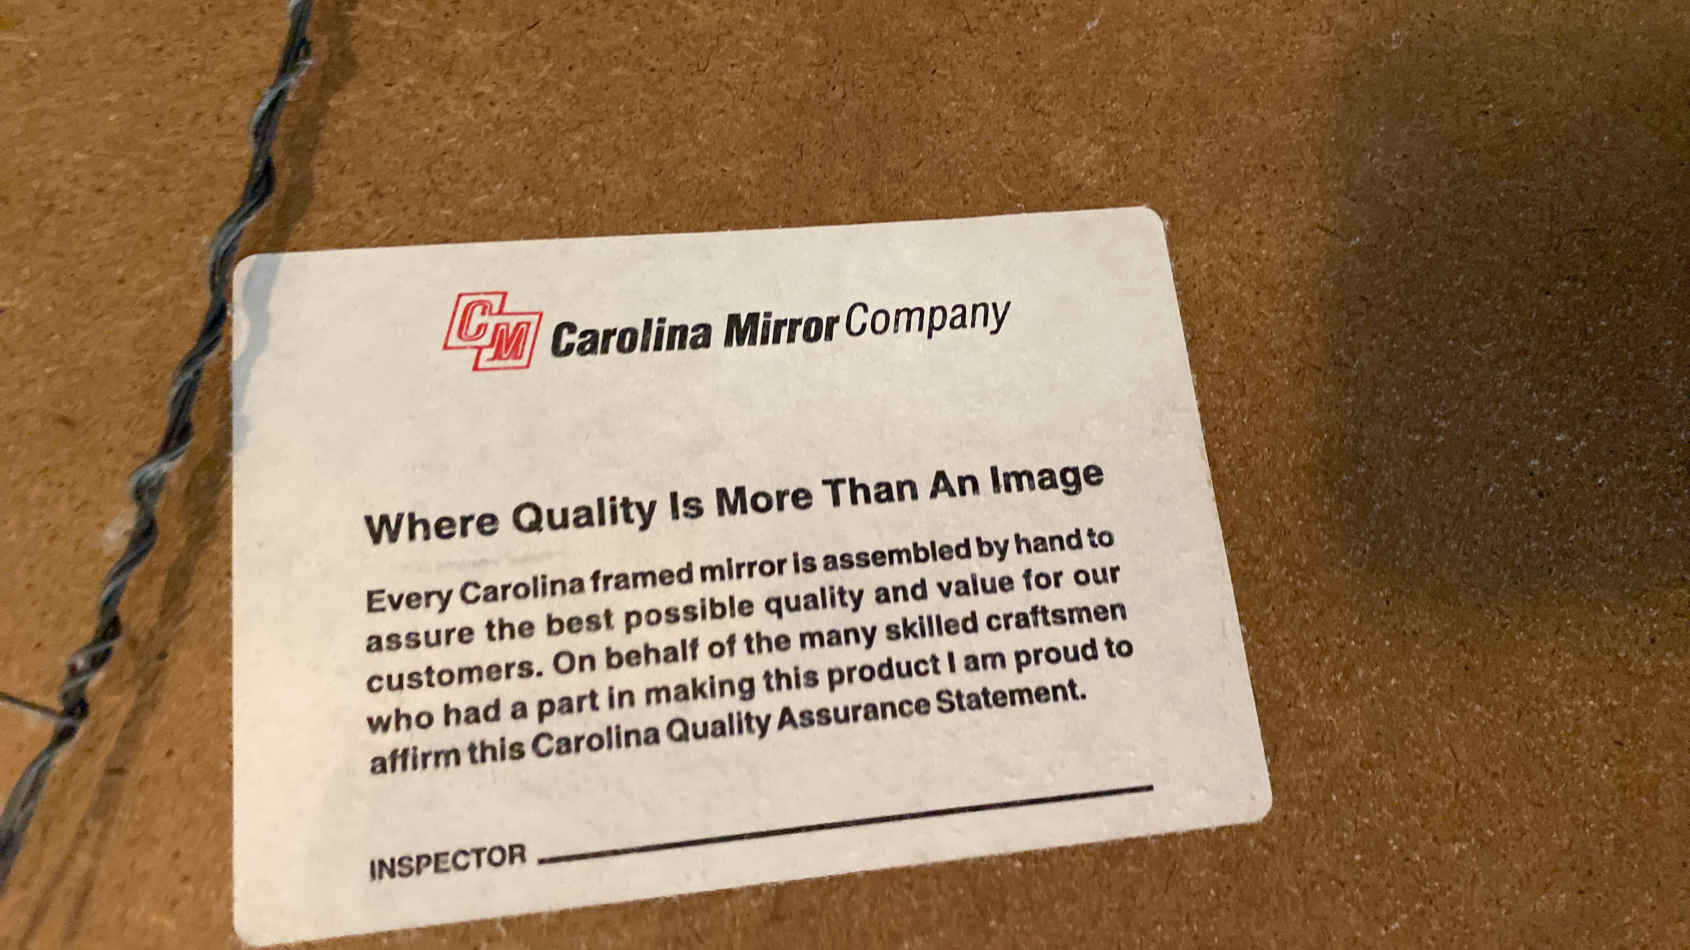 CM Carolina Mirror Company
Where Quality Is More Than An Image
Every Carolina framed mirror is assembled by hand to
assure the best possible quality and value for our
customers. On behalf of the many skilled craftsmen
who had a part in making this product I am proud to
affirm this Carolina Quality Assurance Statement.
INSPECTOR